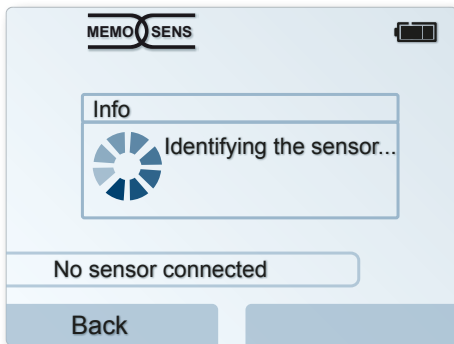 MEMO SENS
Info
Identifying the sensor...
No sensor connected
Back